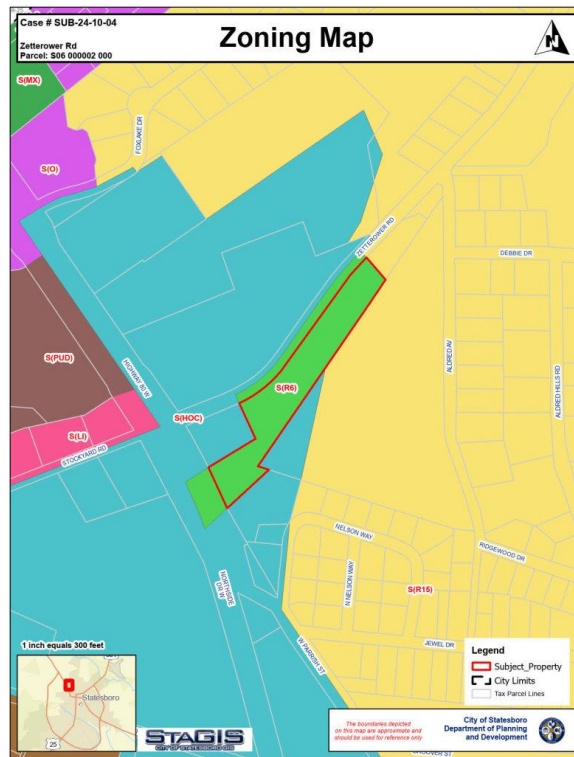 Case # SUB-24-10-04
Zetterower Rd
Parcel: S06 000002 000
Zoning Map
N
S(MX)
FOXLAKE DR
S(O)
ZETTEROWER RD
DEBBIE DR
S(PUD)
HIGHWAY 80 W
ALDRED AV
ALDRED HILLS RD
S(R6)
S(HOC)
S(LI)
STOCKYARD RD
NELSON WAY
RIDGEWOOD DR
N NELSON WAY
S(R15)
NORTHSIDE
DR W
JEWEL DR
W PARRISH ST
1 inch equals 300 feet
Statesboro
25
Legend
Subject_Property
City Limits
Tax Parcel Lines
STAGIS
CITY OF STATESBORO GIS
The boundaries depicted
on this map are approximate and
should be used for reference only
City of Statesboro
Department of Planning
and Development